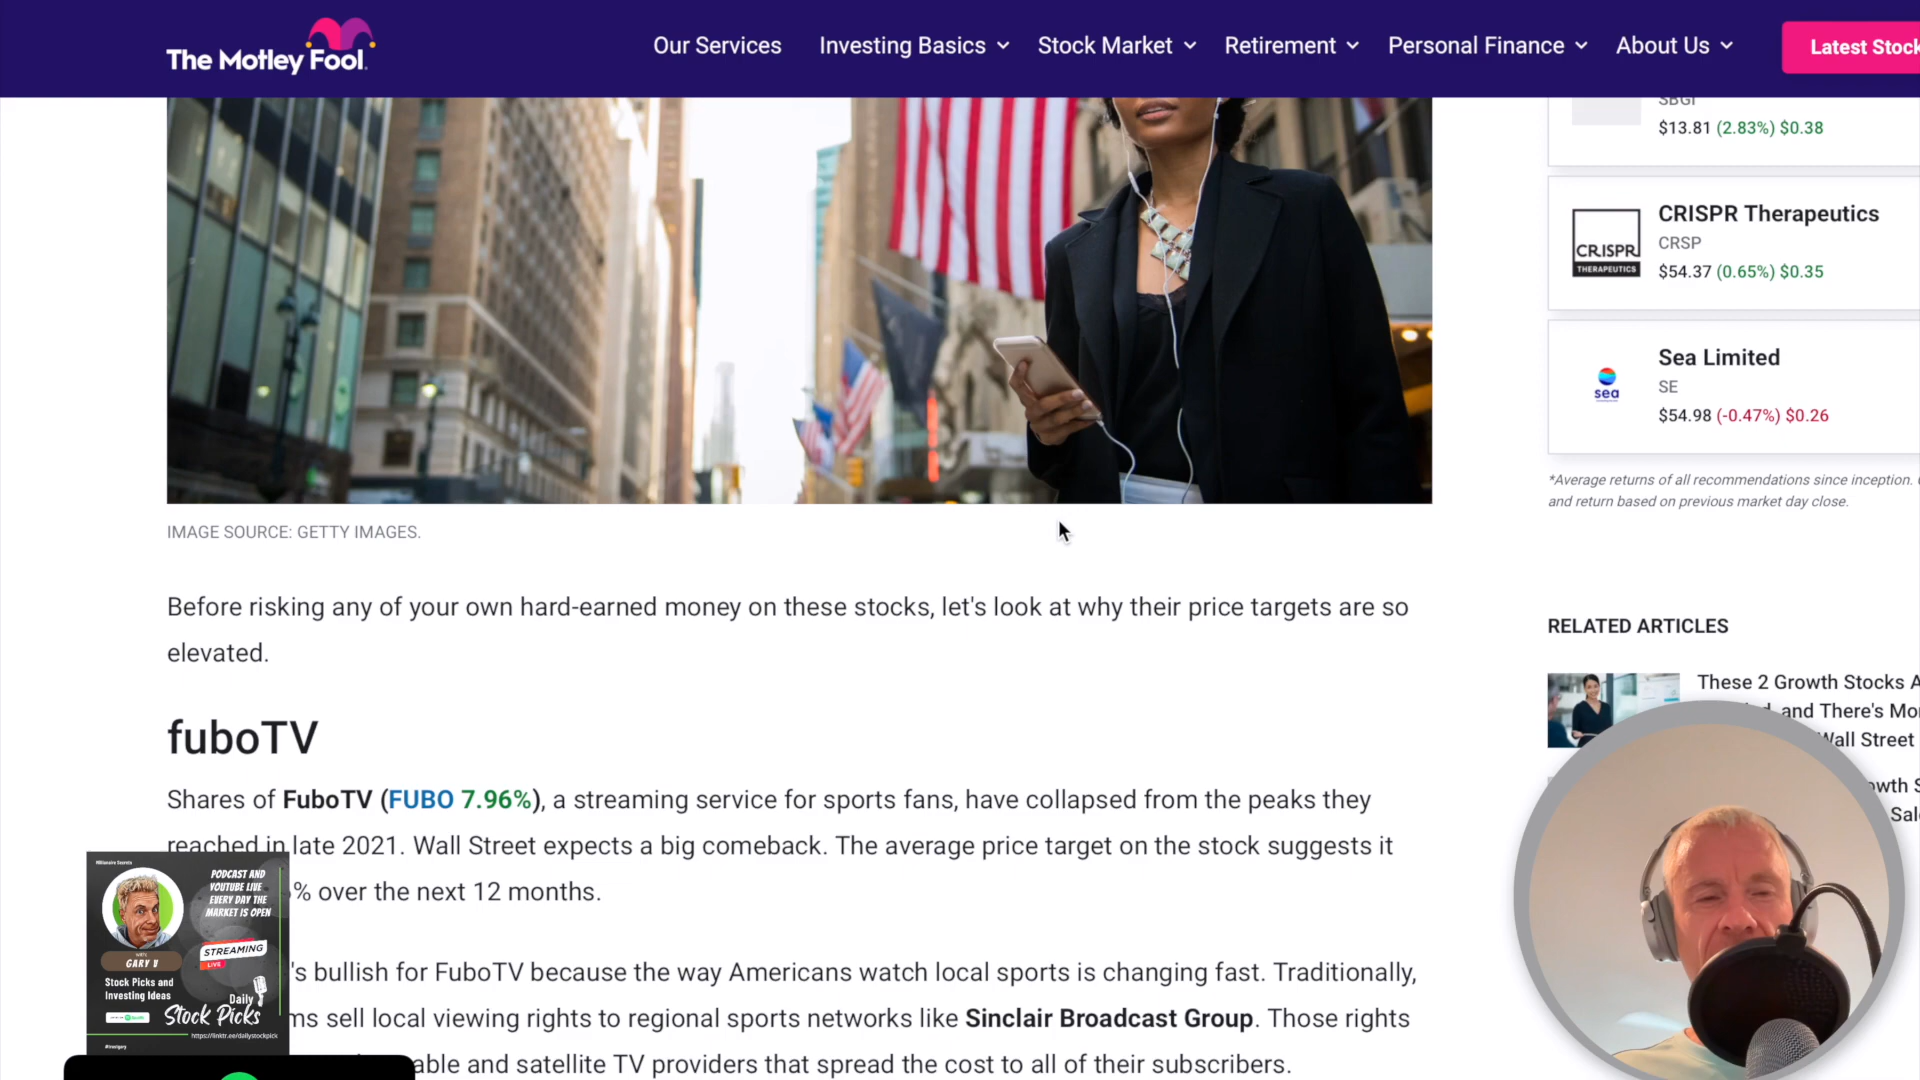 The Motley Fool.
Our Services
Investing Basics
Stock Market
Retirement
Personal Finance
About Us
Latest Stock
SBGI
$13.81 (2.83%) $0.38
CRISPR
THERAPEUTICS
CRISPR Therapeutics
CRSP
$54.37 (0.65%) $0.35
sea
Sea Limited
SE
$54.98 (-0.47%) $0.26
*Average returns of all recommendations since inception.
and return based on previous market day close.
IMAGE SOURCE: GETTY IMAGES.
Before risking any of your own hard-earned money on these stocks, let's look at why their price targets are so
elevated.
RELATED ARTICLES
These 2 Growth Stocks
and There's
Wall Street
fuboTV
Shares of FuboTV (FUBO 7.96%), a streaming service for sports fans, have collapsed from the peaks they
reached in late 2021. Wall Street expects a big comeback. The average price target on the stock suggests it
% over the next 12 months.
's bullish for FuboTV because the way Americans watch local sports is changing fast. Traditionally,
sell local viewing rights to regional sports networks like Sinclair Broadcast Group. Those rights
and satellite TV providers that spread the cost to all of their subscribers.
Millionaire Secrets
PODCAST AND
YOUTUBE LIVE
EVERY DAY THE
MARKET IS OPEN
STREAMING
LIVE
GARY V
Stock Picks and
Investing Ideas
Daily
Stock Picks
https://linktr.ee/dailystockpick